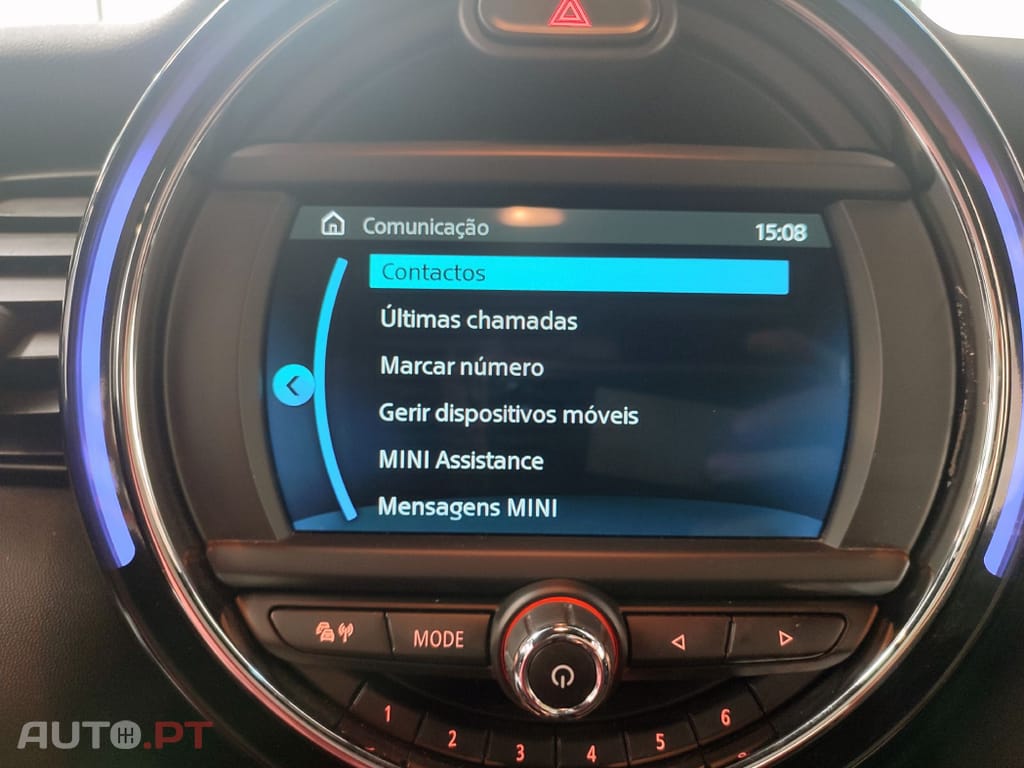 Comunicação 15:08
Contactos
Últimas chamadas
Marcar número
Gerir dispositivos móveis
MINI Assistance
Mensagens MINI
MODE
1 2 3 4 5 6
AUTO.PT